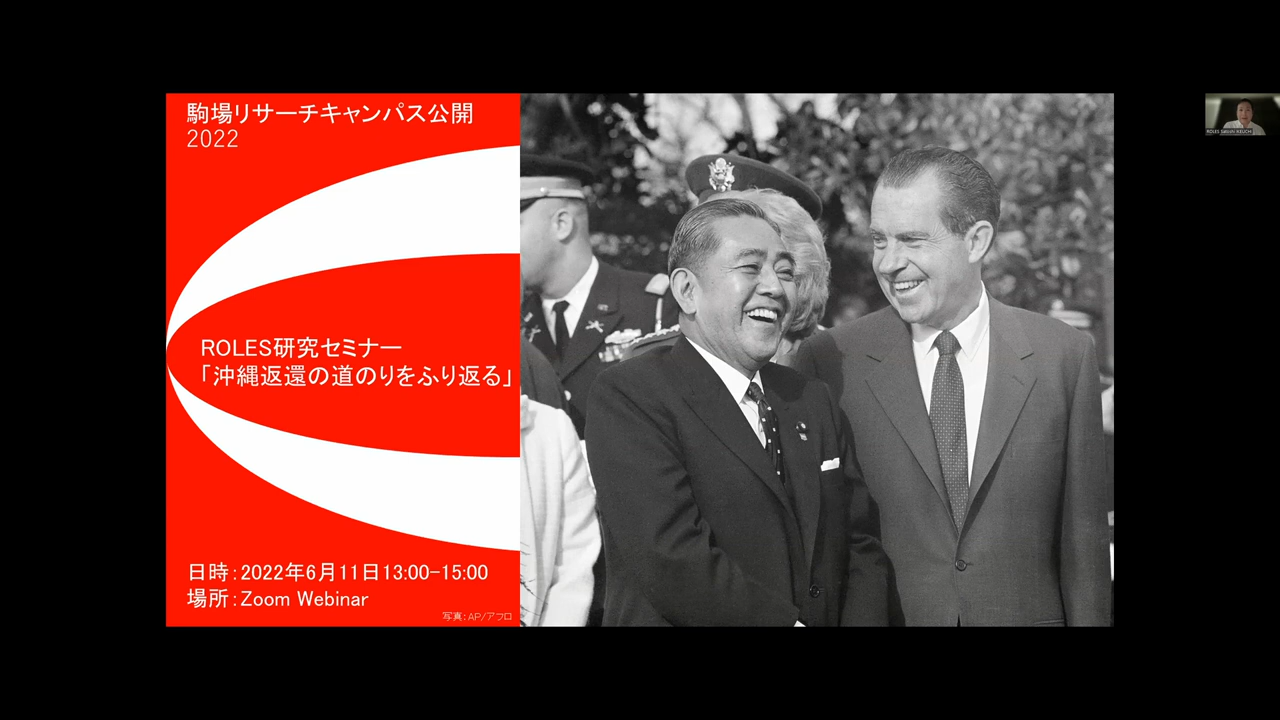 駒場リサーチキャンパス公開
2022
ROLES研究セミナー
「沖縄返還の道のりをふり返る」
日時：2022年6月11日13:00-15:00
場所：Zoom Webinar
写真：AP/アフロ